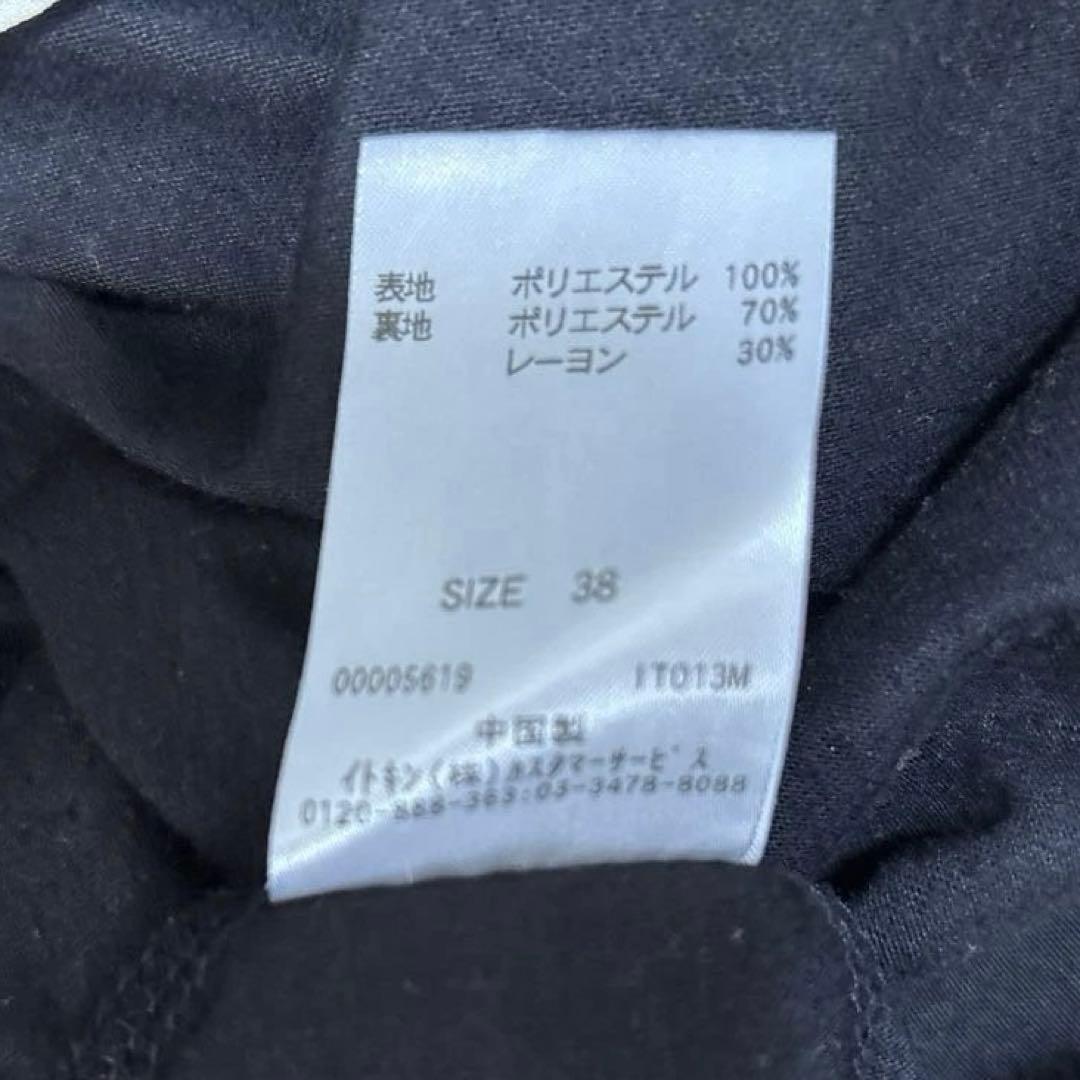 表地 ポリエステル 100%
裏地 ポリエステル 70%
レーヨン 30%
SIZE 38
00005619 1T013M
中国製
イトキン(株)カスタマーサービス
0120-888-363:03-3478-8088